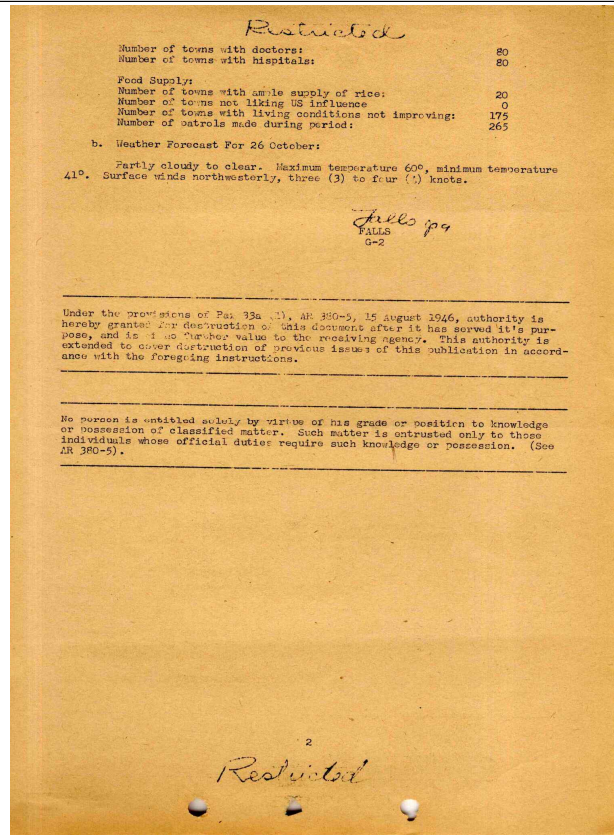 Restricted
Number of towns with doctors: 80
Number of towns with hispitals: 80
Food Supply:
Number of towns with ample supply of rice: 20
Number of towns not liking US influence 0
Number of towns with living conditions not improving: 175
Number of patrols made during period: 265
b. Weather Forecast For 26 October:
Partly cloudy to clear. Maximum temperature 60°, minimum temperature
41°. Surface winds northwesterly, three (3) to four (4) knots.
Falls
FALLS
G-2
Under the provisions of Par 33a (1), AR 380-5, 15 August 1946, authority is
hereby granted for destruction of this document after it has served it's pur-
pose, and is of no further value to the receiving agency. This authority is
extended to cover destruction of previous issues of this publication in accord-
ance with the foregoing instructions.
No person is entitled solely by virtue of his grade or position to knowledge
or possession of classified matter. Such matter is entrusted only to those
individuals whose official duties require such knowledge or possession. (See
AR 380-5).
2
Restricted